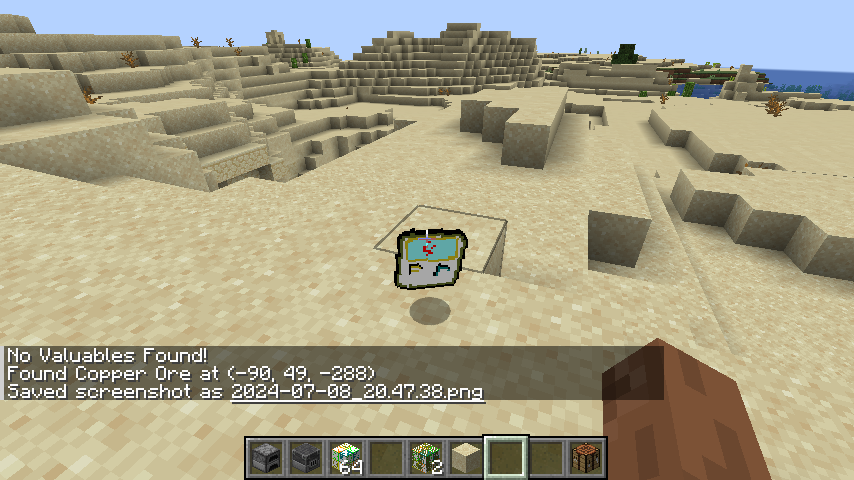 No Valuables Found!
Found Copper Ore at (-90, 49, -288)
Saved screenshot as 2024-07-08_20.47.38.png
64
2